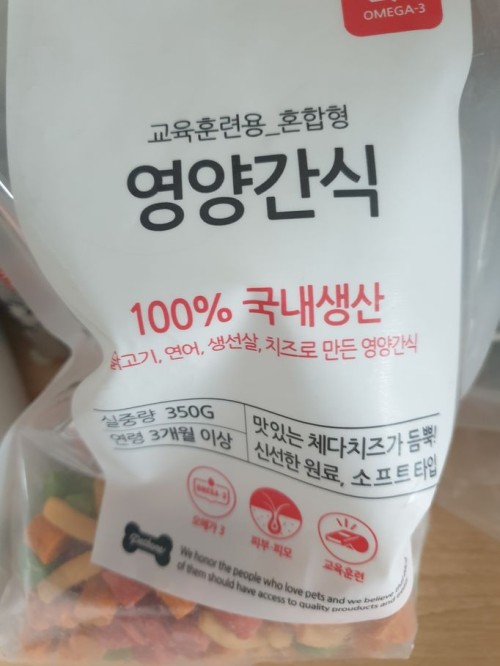 OMEGA-3
교육훈련용_혼합형
영양간식
100% 국내생산
닭고기, 연어, 생선살, 치즈로 만든 영양간식
실중량 350G
연령 3개월 이상
맛있는 체다치즈가 듬뿍!
신선한 원료, 소프트 타입
OMEGA-3
오메가 3
피부·피모
교육·훈련
We honor the people who love pets and we believe
of them should have access to quality prouducts and